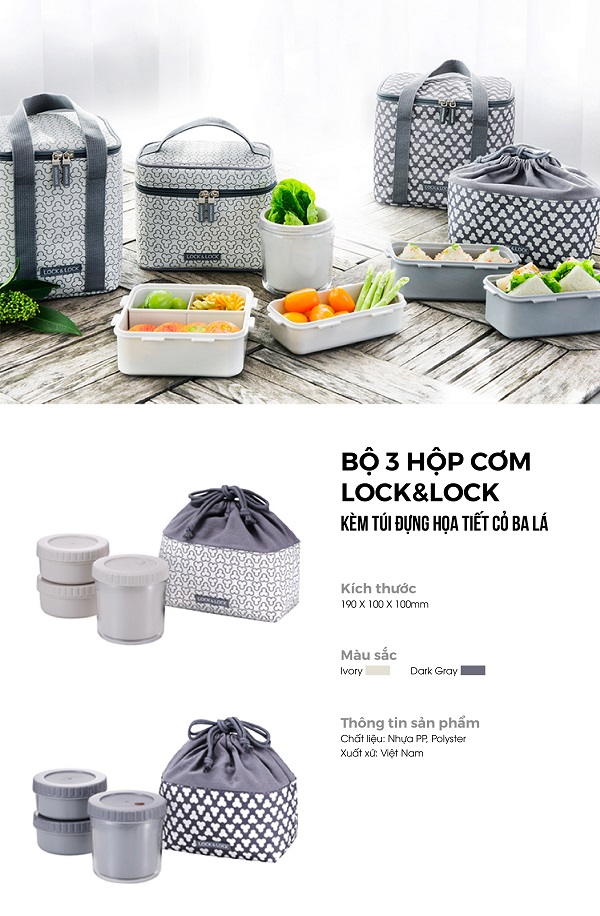 LOCK&LOCK
LOCK&LOCK
LOCK&LOCK
LOCK&LOCK
BỘ 3 HỘP CƠM
LOCK&LOCK
KÈM TÚI ĐỰNG HỌA TIẾT CỎ BA LÁ
Kích thước
190 X 100 X 100mm
Màu sắc
Ivory Dark Gray
Thông tin sản phẩm
Chất liệu: Nhựa PP, Polyster
Xuất xứ: Việt Nam
LOCK&LOCK
LOCK&LOCK